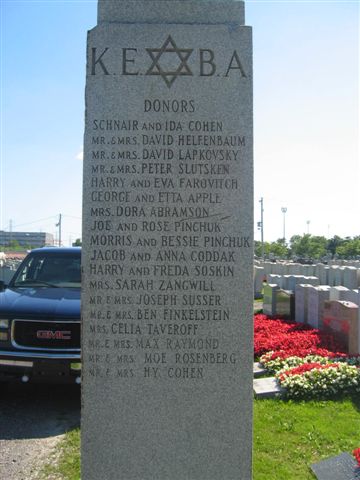 K.E.B.A.
DONORS
SCHNAIR AND IDA COHEN
MR. & MRS. DAVID HELFENBAUM
MR. & MRS. DAVID LAPKOVSKY
MR. & MRS. PETER SLUTSKEN
HARRY AND EVA FAROVITCH
GEORGE AND ETTA APPLE
MRS. DORA ABRAMSON
JOE AND ROSE PINCHUK
MORRIS AND BESSIE PINCHUK
JACOB AND ANNA CODDAK
HARRY AND FREDA SOSKIN
MRS. SARAH ZANGWILL
MR. & MRS. JOSEPH SUSSER
MR. & MRS. BEN FINKELSTEIN
MRS. CELIA TAVEROFF
MR. & MRS. MAX RAYMOND
MR. & MRS. MOE ROSENBERG
MR. & MRS. HY COHEN
GMC